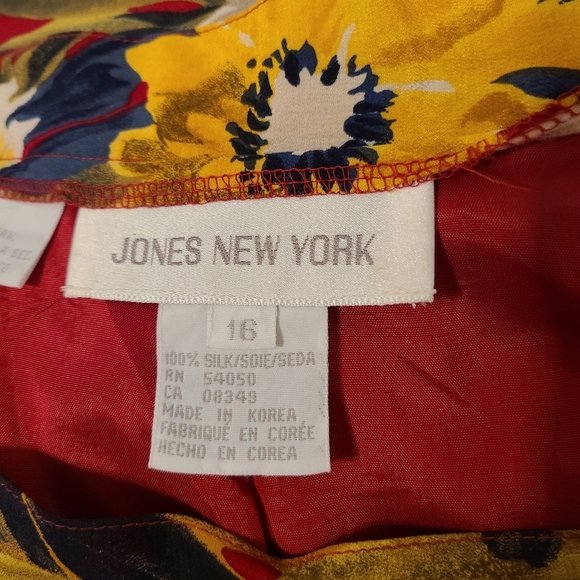 JONES NEW YORK
16
100% SILK/SOIE/SEDA
RN 54050
CA 08349
MADE IN KOREA
FABRIQUÉ EN CORÉE
HECHO EN COREA